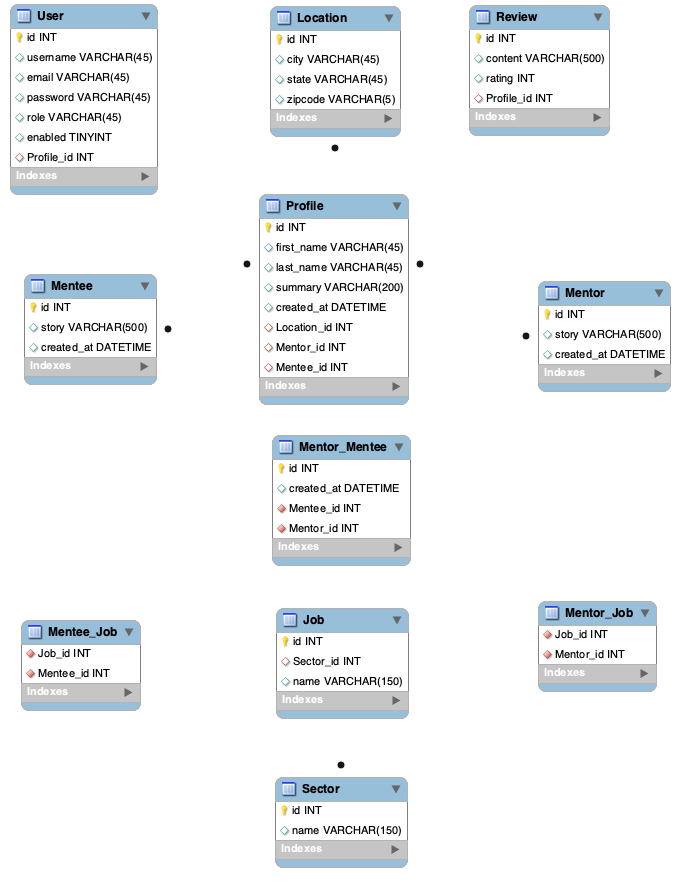 User
id INT
username VARCHAR(45)
email VARCHAR(45)
password VARCHAR(45)
role VARCHAR(45)
enabled TINYINT
Profile_id INT
Indexes
Location
id INT
city VARCHAR(45)
state VARCHAR(45)
zipcode VARCHAR(5)
Indexes
Review
id INT
content VARCHAR(500)
rating INT
Profile_id INT
Indexes
Profile
id INT
first_name VARCHAR(45)
last_name VARCHAR(45)
summary VARCHAR(200)
created_at DATETIME
Location_id INT
Mentor_id INT
Mentee_id INT
Indexes
Mentee
id INT
story VARCHAR(500)
created_at DATETIME
Indexes
Mentor
id INT
story VARCHAR(500)
created_at DATETIME
Indexes
Mentor_Mentee
id INT
created_at DATETIME
Mentee_id INT
Mentor_id INT
Indexes
Mentee_Job
Job_id INT
Mentee_id INT
Indexes
Job
id INT
Sector_id INT
name VARCHAR(150)
Indexes
Mentor_Job
Job_id INT
Mentor_id INT
Indexes
Sector
id INT
name VARCHAR(150)
Indexes